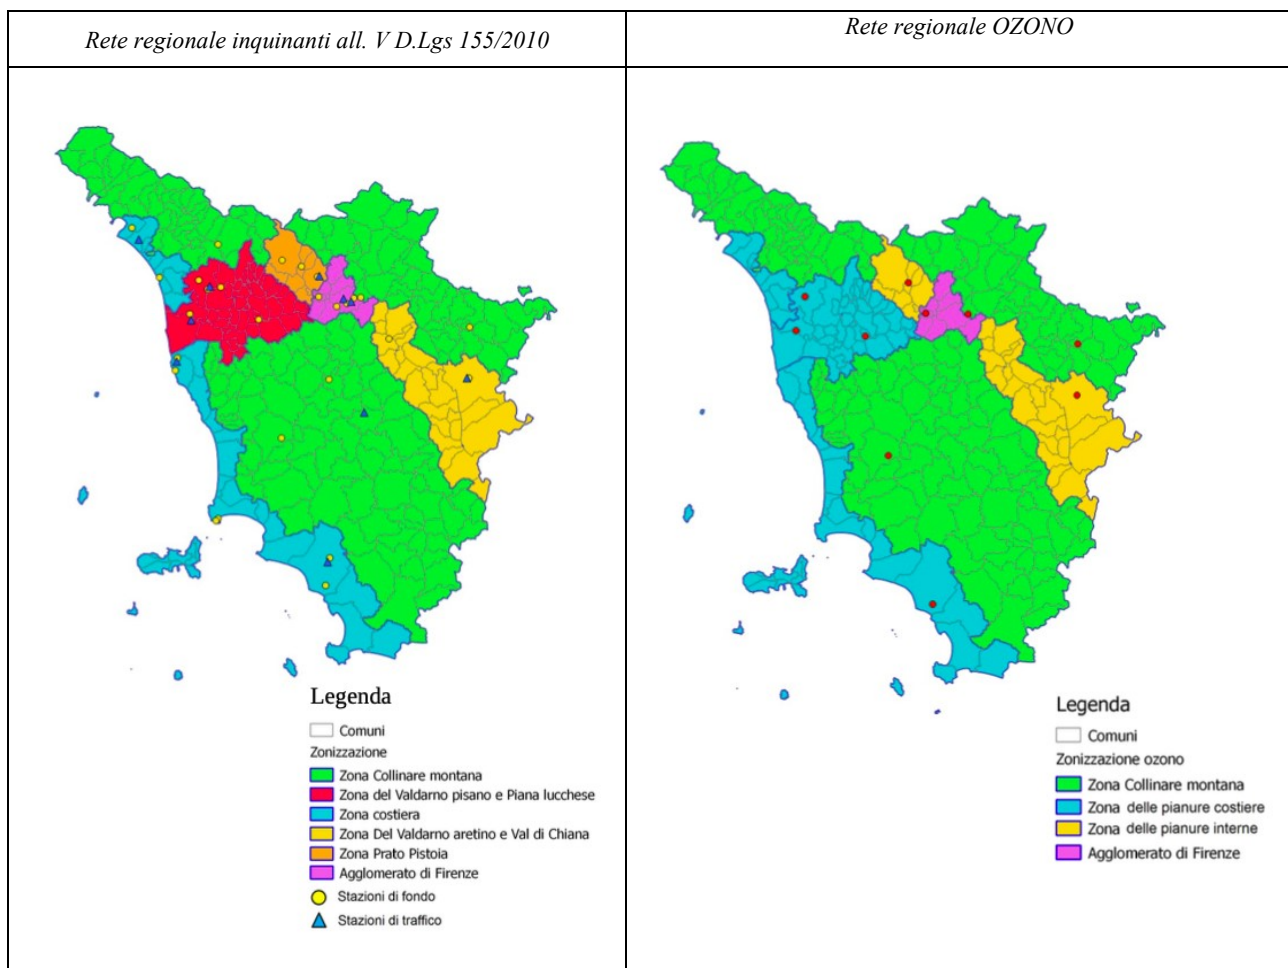 Rete regionale inquinanti all. V D.Lgs 155/2010
Rete regionale OZONO
Legenda
Comuni
Zonizzazione
Zona Collinare montana
Zona del Valdarno pisano e Piana lucchese
Zona costiera
Zona Del Valdarno aretino e Val di Chiana
Zona Prato Pistoia
Agglomerato di Firenze
Stazioni di fondo
Stazioni di traffico
Legenda
Comuni
Zonizzazione ozono
Zona Collinare montana
Zona delle pianure costiere
Zona delle pianure interne
Agglomerato di Firenze